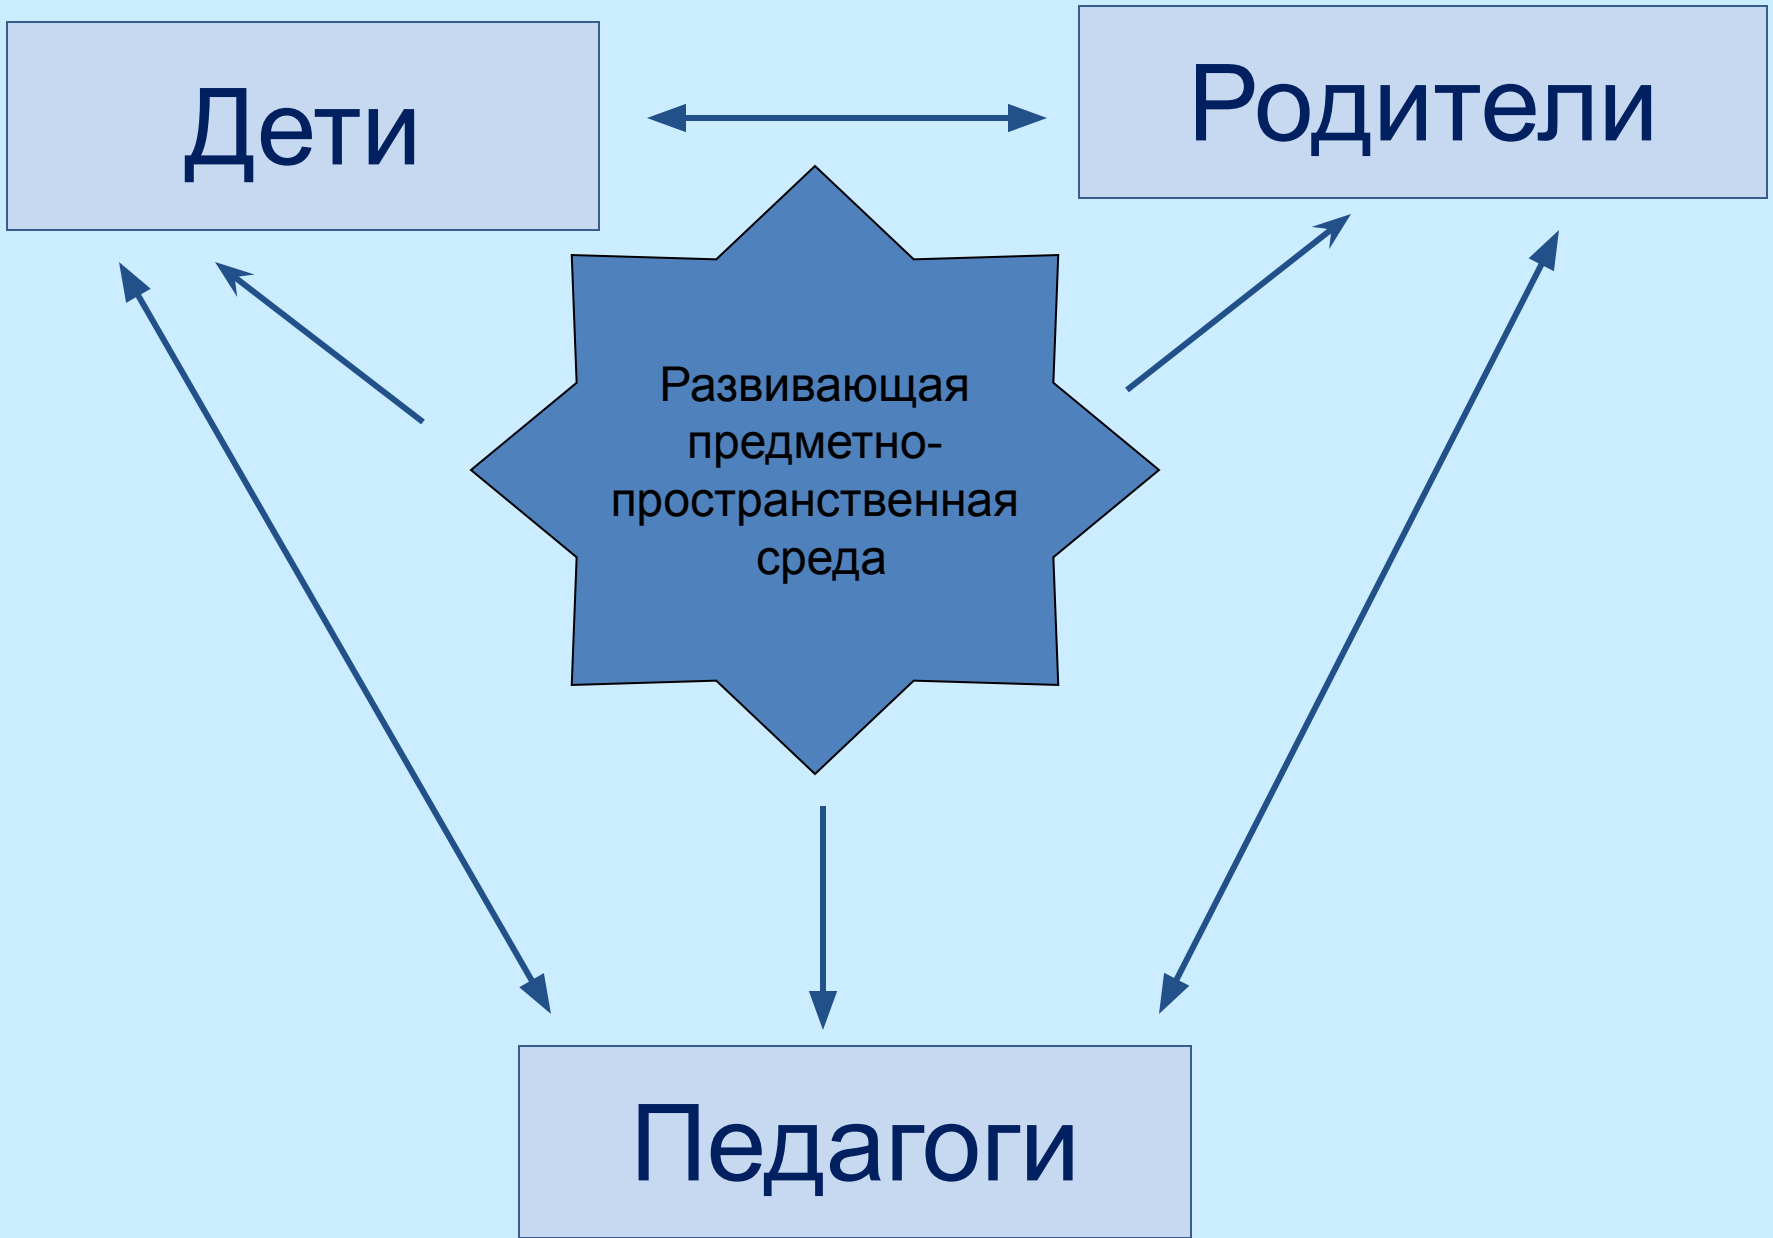 Дети
Родители
Развивающая
предметно-
пространственная
среда
Педагоги